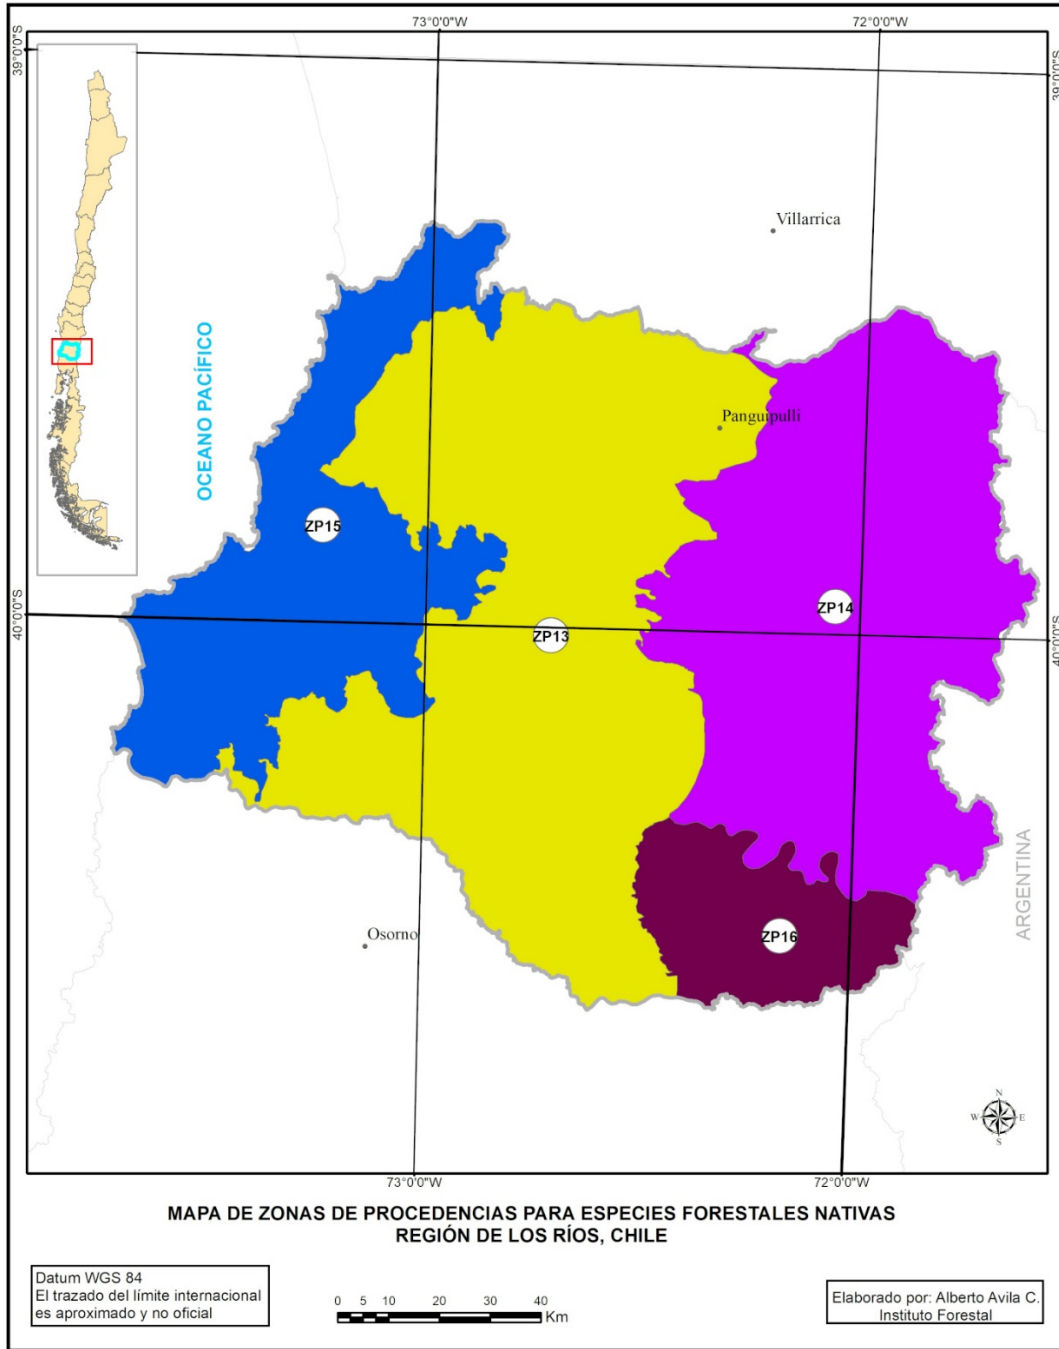 73°0'0"W
72°0'0"W
39°0'0"S
39°0'0"S
Villarrica
OCEANO PACÍFICO
Panguipulli
ZP15
ZP14
40°0'0"S
ZP13
40°0'0"S
ARGENTINA
Osorno
ZP16
N
W
E
S
73°0'0"W
72°0'0"W
MAPA DE ZONAS DE PROCEDENCIAS PARA ESPECIES FORESTALES NATIVAS
REGIÓN DE LOS RÍOS, CHILE
Datum WGS 84
El trazado del límite internacional
es aproximado y no oficial
0 5 10 20 30 40
Km
Elaborado por: Alberto Avila C.
Instituto Forestal